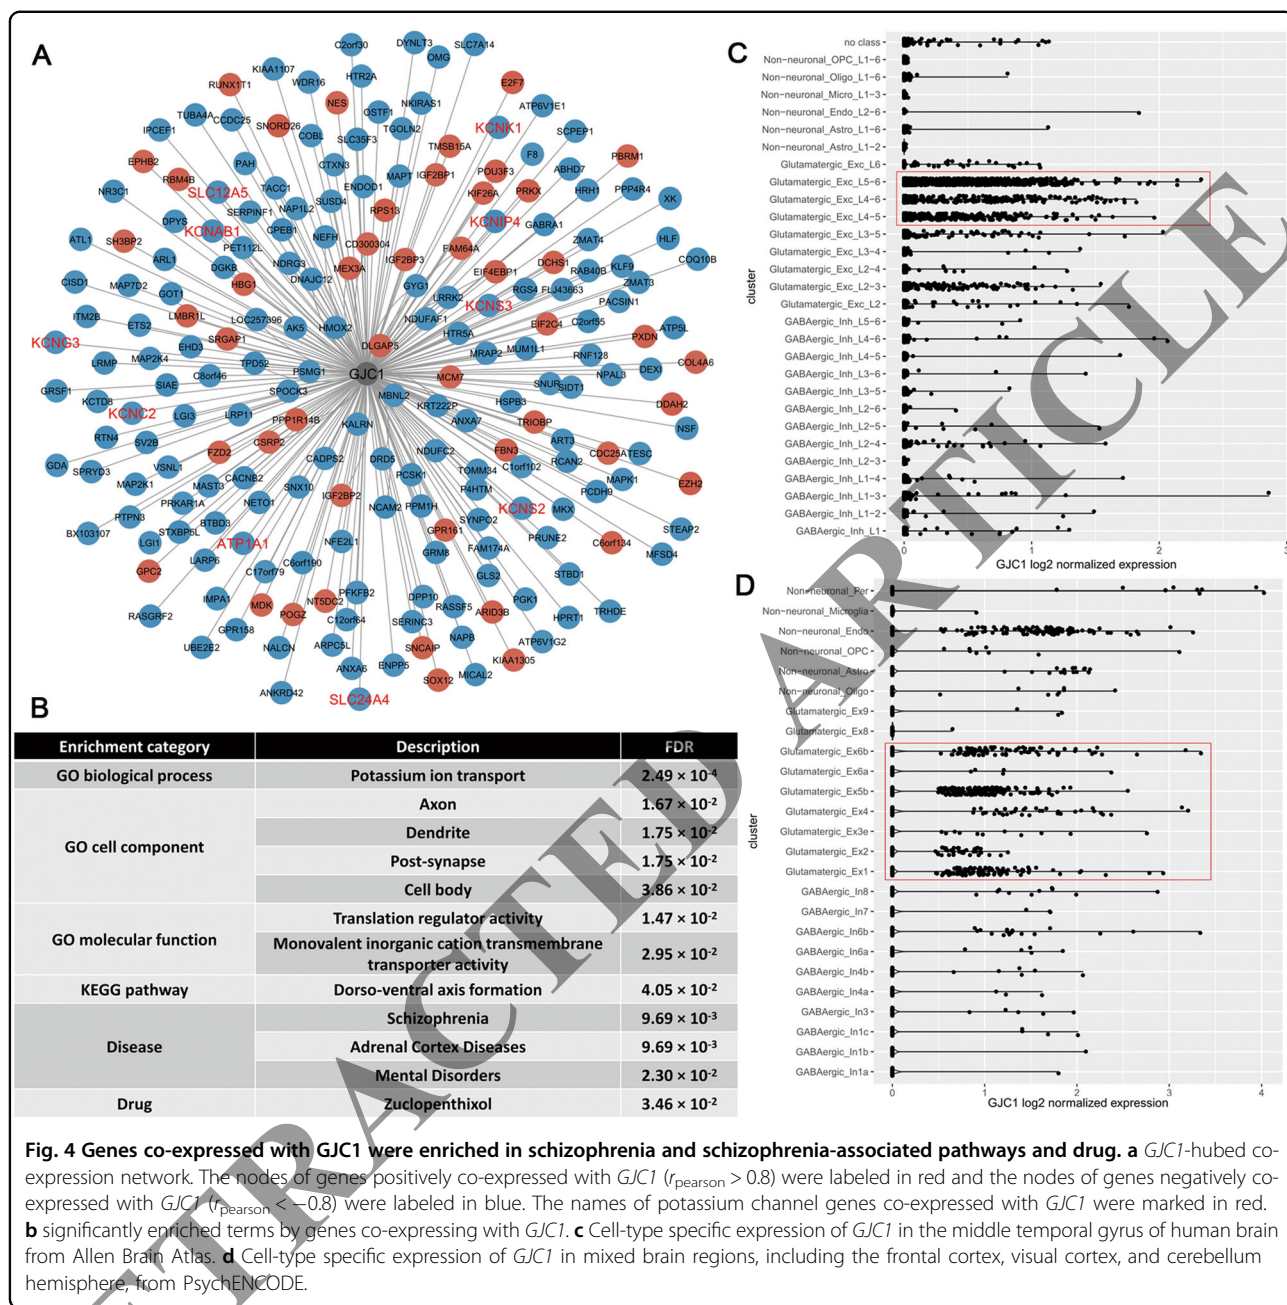 A
C2orf30
DYNLT3
SLC7A14
OMG
KIAA1107
HTR2A
RUNX1T1
WDR16
E2F7
NES
NKIRAS1
ATP6V1E1
TUBA4A
CCDC25
OSTF1
SNORD26
TGOLN2
KCNK1
IPCEF1
COBL
SLC35F3
SCPEP1
TMSB15A
F8
EPHB2
PAH
CTXN3
MAPT
IGF2BP1
POU3F3
ABHD7
PBRM1
RBM4B
TACC1
ENDOD1
KIF26A
PRKX
HRH1
PPP4R4
NR3C1
SLC12A5
NAP1L2
SUSD4
RPS13
XK
SERPINF1
DPYS
KCNAB1
CPEB1
NEFH
KCNIP4
GABRA1
ATL1
SH3BP2
PET112L
CD300304
FAM64A
ZMAT4
HLF
ARL1
NDRG3
IGF2BP3
DCHS1
DGKB
MEX3A
EIF4EBP1
RAB40B
KLF9
COQ10B
CISD1
MAP7D2
HBG1
DNAJC12
GYG1
RGS4
FLJ43663
ZMAT3
GOT1
LRRK2
KCNS3
PACSIN1
ITM2B
LMBR1L
LOC257396
NDUFAF1
ETS2
AK5
HMOX2
HTR5A
EIF2C4
C2orf55
ATP5L
KCNG3
SRGAP1
DLGAP5
MUM1L1
PXDN
EHD3
MRAP2
RNF128
LRMP
MAP2K4
TPD52
GJC1
NPAL3
DEXI
COL4A6
C8orf46
PSMG1
MCM7
SNURF
SIDT1
GRSF1
SIAE
SPOCK3
MBNL2
HSPB3
KCTD8
KRT222P
DDAH2
KCNC2
LGI3
LRP11
PPP1R14B
KALRN
ANXA7
TRIOBP
NSF
RTN4
SV2B
CSRP2
ART3
FZD2
NDUFC2
FBN3
CDC25A
TESC
GDA
SPRYD3
VSNL1
CADPS2
DRD5
RCAN2
CACNB2
TOMM34
C1orf102
MAP2K1
MAST3
SNX10
PCSK1
MAPK1
EZH2
PRKAR1A
NETO1
IGF2BP2
P4HTM
PCDH9
PTPN3
NCAM2
PPM1H
KCNS2
MKX
BX103107
STXBP5L
BTBD3
SYNPO2
STEAP2
LGI1
ATP1A1
NFE2L1
GPR161
PRUNE2
C6orf134
GPC2
LARP6
C6orf190
GRM8
FAM174A
MFSD4
C17orf79
GLS2
STBD1
RASGRF2
IMPA1
MDK
NT5DC2
PFKFB2
DPP10
PGK1
TRHDE
POGZ
C12orf64
RASSF5
ARID3B
HPRT1
GPR158
SERINC3
UBE2E2
NALCN
ARPC5L
NAPB
ATP6V1G2
SNCAIP
KIAA1305
ANXA6
ENPP5
MICAL2
ANKRD42
SLC24A4
SOX12
B
Enrichment category Description FDR
GO biological process Potassium ion transport 2.49 × 10-4
GO cell component Axon 1.67 × 10-2
Dendrite 1.75 × 10-2
Post-synapse 1.75 × 10-2
Cell body 3.86 × 10-2
GO molecular function Translation regulator activity 1.47 × 10-2
Monovalent inorganic cation transmembrane
transporter activity 2.95 × 10-2
KEGG pathway Dorso-ventral axis formation 4.05 × 10-2
Disease Schizophrenia 9.69 × 10-3
Adrenal Cortex Diseases 9.69 × 10-3
Mental Disorders 2.30 × 10-2
Drug Zuclopenthixol 3.46 × 10-2
C
no class
Non-neuronal_OPC_L1-6
Non-neuronal_Oligo_L1-6
Non-neuronal_Micro_L1-3
Non-neuronal_Endo_L2-6
Non-neuronal_Astro_L1-6
Non-neuronal_Astro_L1-2
Glutamatergic_Exc_L6
Glutamatergic_Exc_L5-6
Glutamatergic_Exc_L4-6
Glutamatergic_Exc_L4-5
Glutamatergic_Exc_L3-5
Glutamatergic_Exc_L3-4
Glutamatergic_Exc_L2-4
Glutamatergic_Exc_L2-3
Glutamatergic_Exc_L2
GABAergic_Inh_L5-6
GABAergic_Inh_L4-6
GABAergic_Inh_L4-5
GABAergic_Inh_L3-6
GABAergic_Inh_L3-5
GABAergic_Inh_L2-6
GABAergic_Inh_L2-5
GABAergic_Inh_L2-4
GABAergic_Inh_L2-3
GABAergic_Inh_L1-4
GABAergic_Inh_L1-3
GABAergic_Inh_L1-2
GABAergic_Inh_L1
cluster
0 1 2 3
GJC1 log2 normalized expression
D
Non-neuronal_Per
Non-neuronal_Microglia
Non-neuronal_Endo
Non-neuronal_OPC
Non-neuronal_Astro
Non-neuronal_Oligo
Glutamatergic_Ex9
Glutamatergic_Ex8
Glutamatergic_Ex6b
Glutamatergic_Ex6a
Glutamatergic_Ex5b
Glutamatergic_Ex4
Glutamatergic_Ex3e
Glutamatergic_Ex2
Glutamatergic_Ex1
GABAergic_In8
GABAergic_In7
GABAergic_In6b
GABAergic_In6a
GABAergic_In4b
GABAergic_In4a
GABAergic_In3
GABAergic_In1c
GABAergic_In1b
GABAergic_In1a
cluster
0 1 2 3 4
GJC1 log2 normalized expression
RETRACTED ARTICLE
Fig. 4 Genes co-expressed with GJC1 were enriched in schizophrenia and schizophrenia-associated pathways and drug. a GJC1-hubed co-
expression network. The nodes of genes positively co-expressed with GJC1 (rpearson > 0.8) were labeled in red and the nodes of genes negatively co-
expressed with GJC1 (rpearson < −0.8) were labeled in blue. The names of potassium channel genes co-expressed with GJC1 were marked in red.
b significantly enriched terms by genes co-expressing with GJC1. c Cell-type specific expression of GJC1 in the middle temporal gyrus of human brain
from Allen Brain Atlas. d Cell-type specific expression of GJC1 in mixed brain regions, including the frontal cortex, visual cortex, and cerebellum
hemisphere, from PsychENCODE.